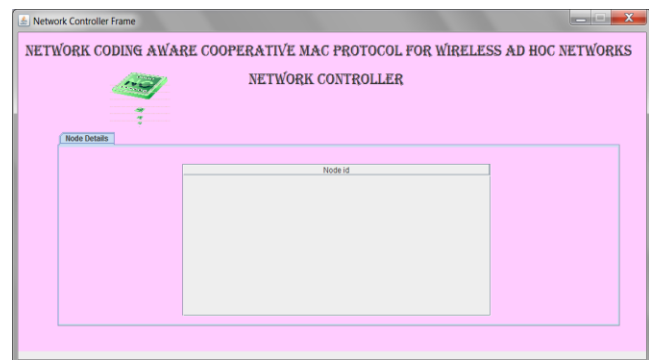 Network Controller Frame
NETWORK CODING AWARE COOPERATIVE MAC PROTOCOL FOR WIRELESS AD HOC NETWORKS
NETWORK CONTROLLER
Node Details
Node id